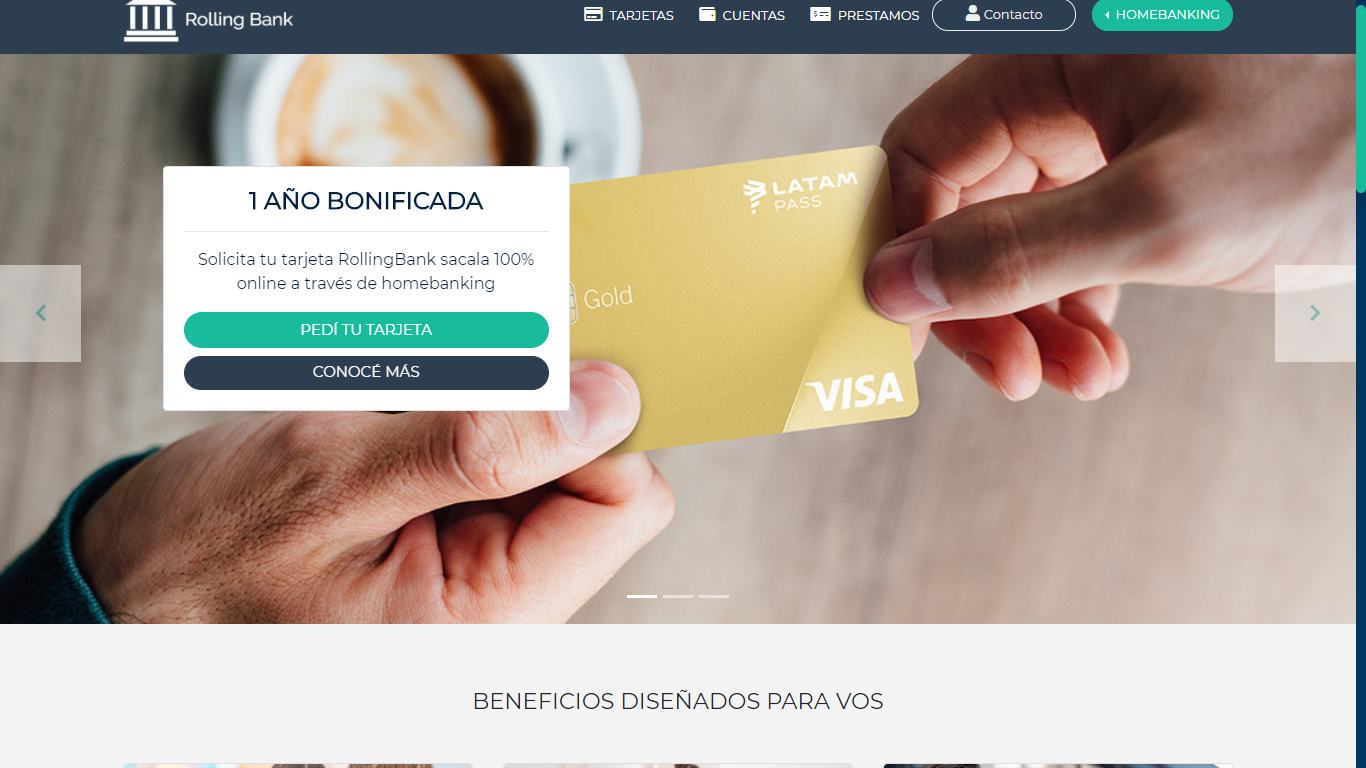 Rolling Bank
TARJETAS
CUENTAS
PRESTAMOS
Contacto
HOMEBANKING
LATAM
PASS
1 AÑO BONIFICADA
Solicita tu tarjeta RollingBank sacala 100%
online a través de homebanking
PEDÍ TU TARJETA
CONOCÉ MÁS
Gold
VISA
BENEFICIOS DISEÑADOS PARA VOS